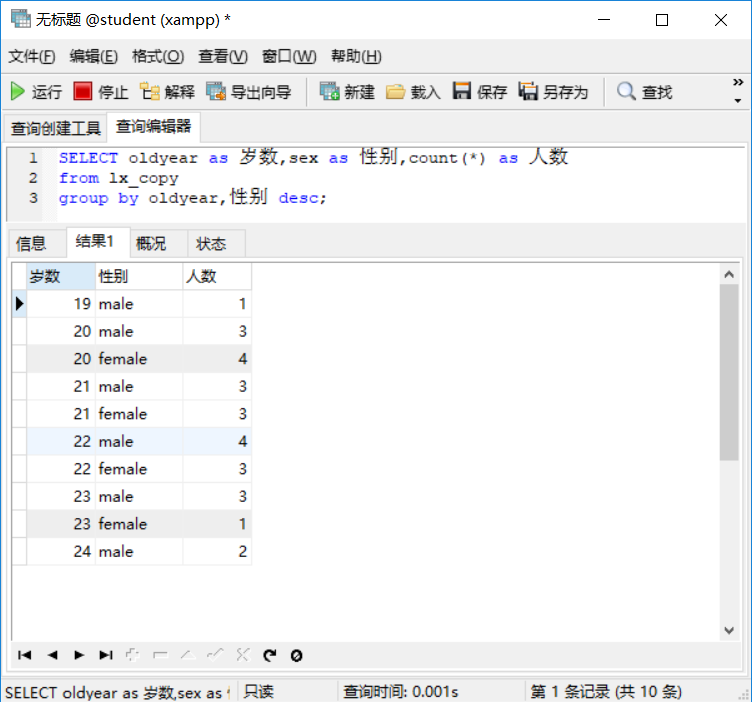 无标题 @student (xampp) *
文件(F) 编辑(E) 格式(O) 查看(V) 窗口(W) 帮助(H)
运行 停止 解释 导出向导 新建 载入 保存 另存为 查找
查询创建工具 查询编辑器
1 SELECT oldyear as 岁数,sex as 性别,count(*) as 人数
2 from lx_copy
3 group by oldyear,性别 desc;
信息 结果1 概况 状态
岁数 性别 人数
19 male 1
20 male 3
20 female 4
21 male 3
21 female 3
22 male 4
22 female 3
23 male 3
23 female 1
24 male 2
SELECT oldyear as 岁数,sex as 只读 查询时间: 0.001s 第 1 条记录 (共 10 条)